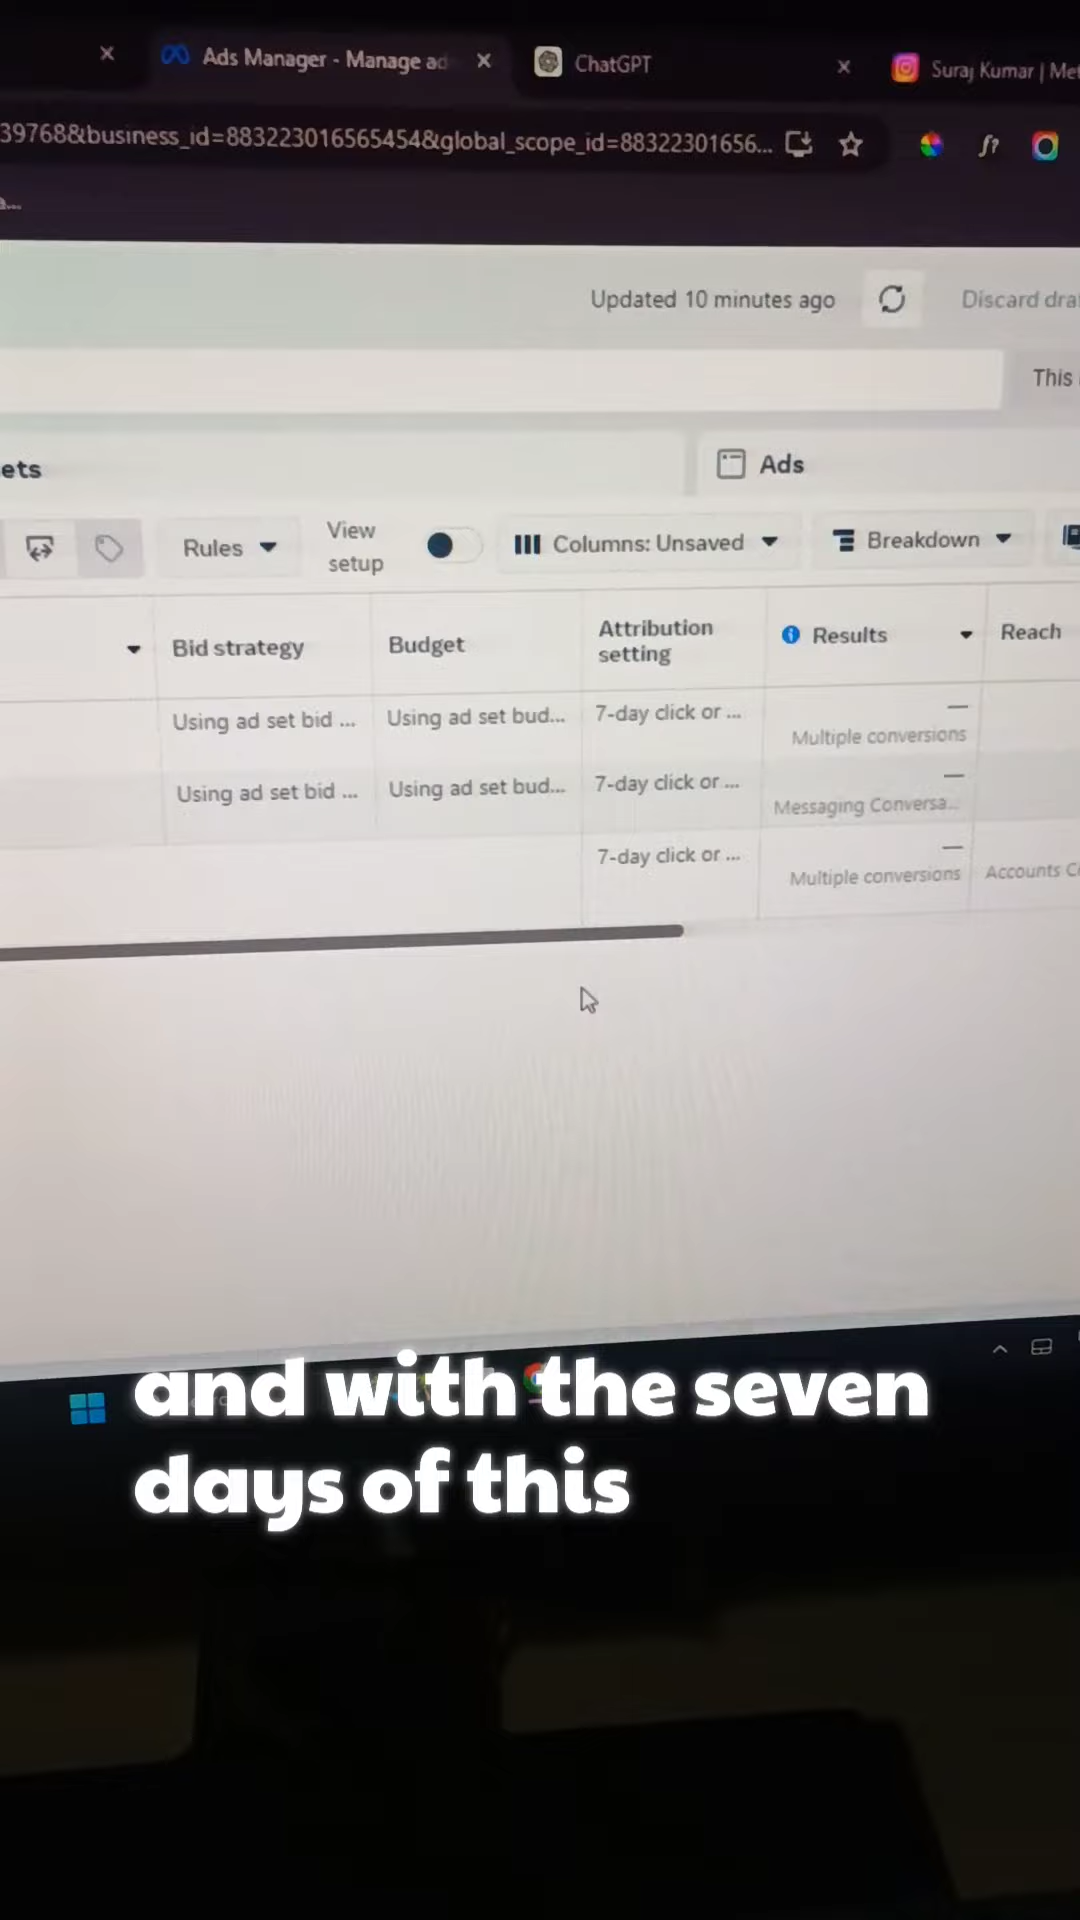 Ads Manager - Manage ad
ChatGPT
Suraj Kumar | Met
39768&business_id=883223016565454&global_scope_id=88322301656...
a...
Updated 10 minutes ago
Discard dra
This
ets
Ads
Rules
View setup
Columns: Unsaved
Breakdown
Bid strategy
Budget
Attribution setting
Results
Reach
Using ad set bid ...
Using ad set bud...
7-day click or ...
—
Multiple conversions
Using ad set bid ...
Using ad set bud...
7-day click or ...
—
Messaging Conversa...
7-day click or ...
—
Multiple conversions
Accounts C
and with the seven
days of this